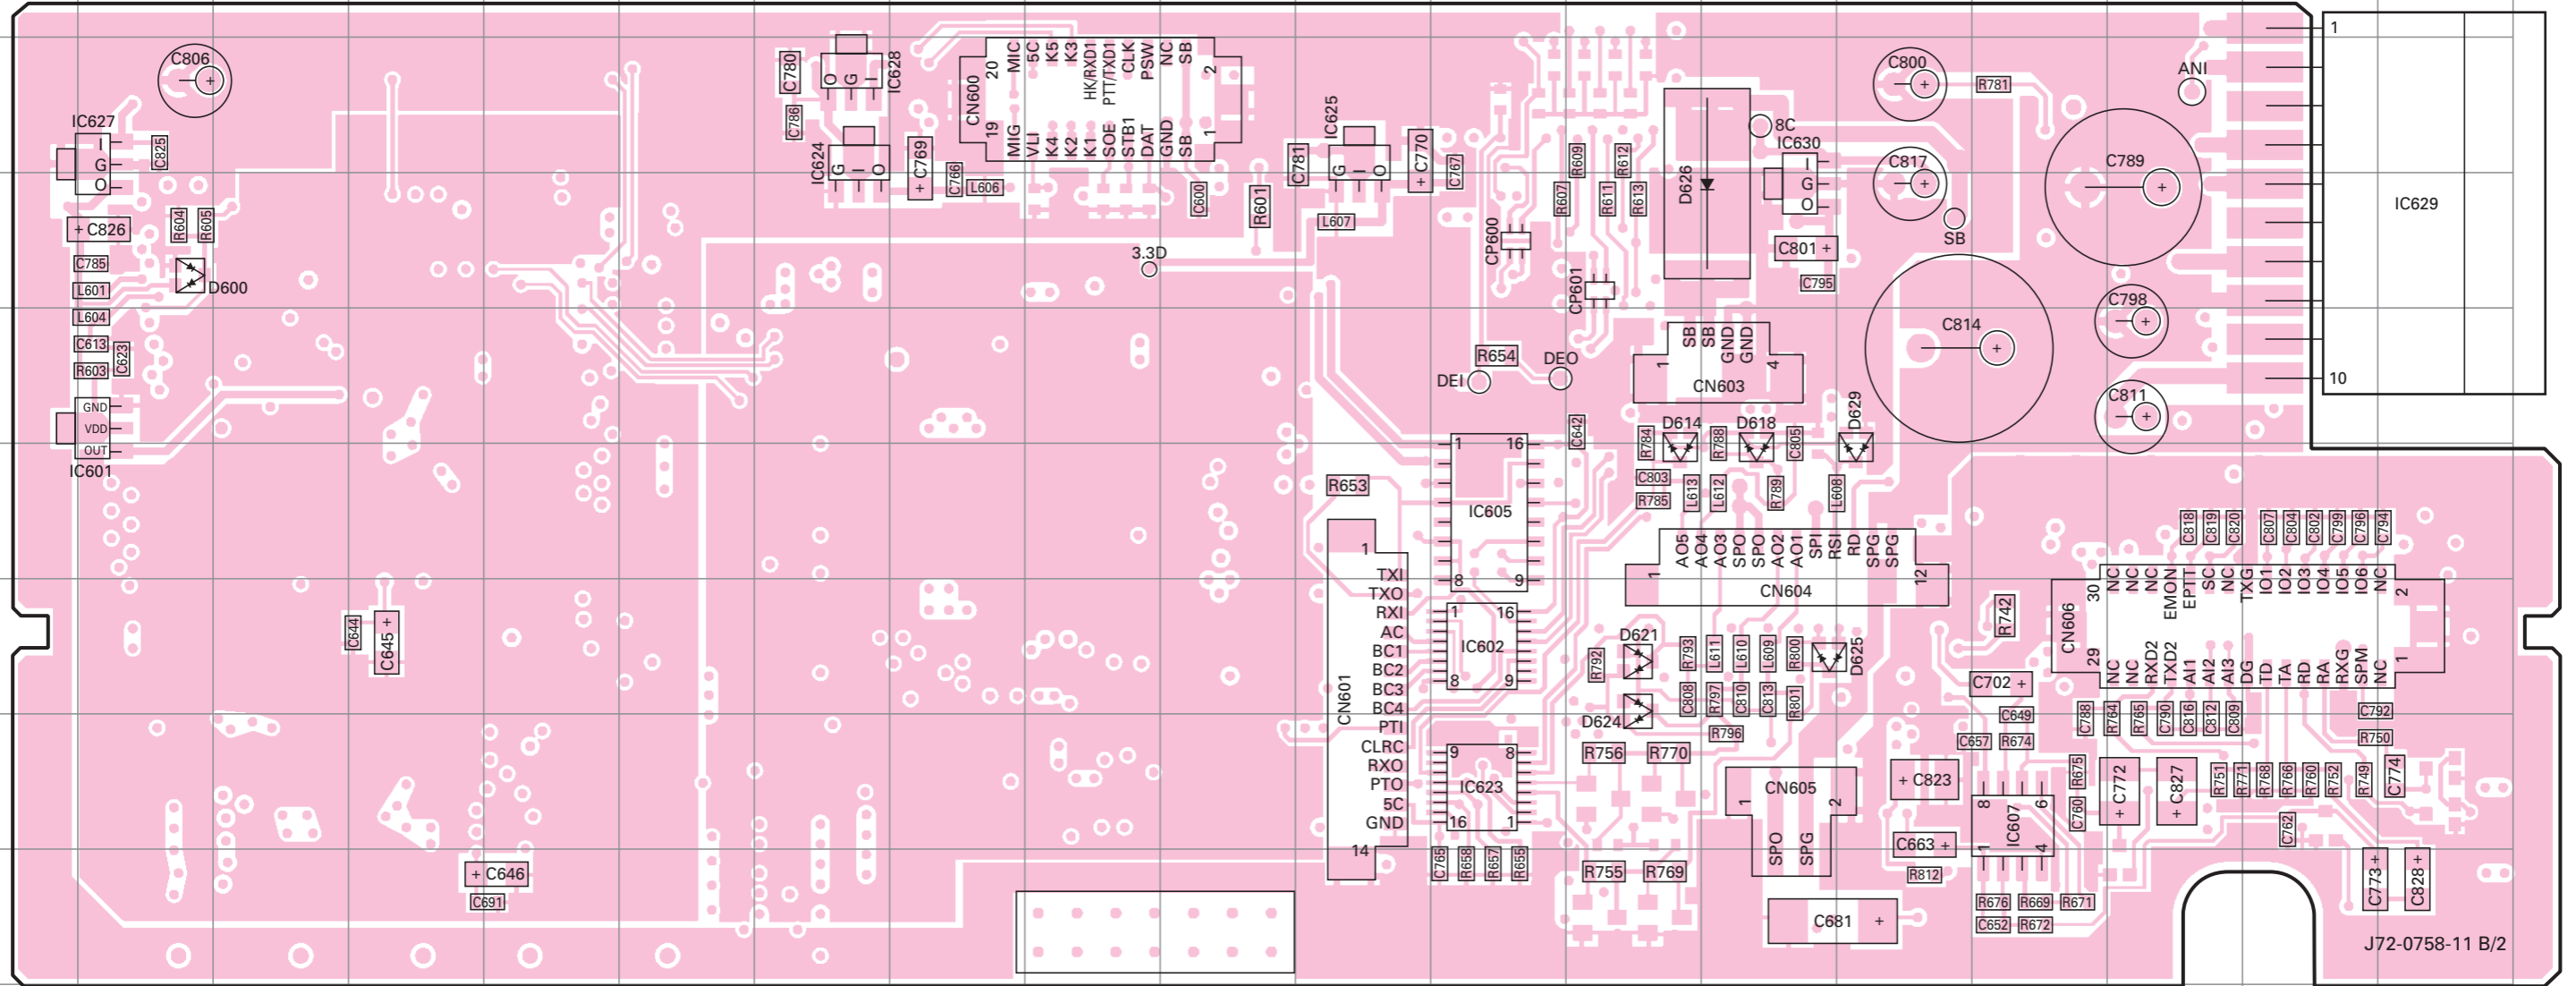 C806
IC627
I
G
O
C825
+ C826
R604
R605
C785
L601
D600
L604
C613
C623
R603
GND
VDD
OUT
IC601
C644
C645 +
+ C646
C691
C780
O G I
IC628
C786
IC624
G I O
+ C769
C766
L606
CN600
20
MIC
5C
K5
K3
HK/RXD1
PTT/TXD1
CLK
PSW
NC
SB
2
19
MIG
VLI
K4
K2
K1
SOE
STB1
DAT
GND
SB
1
C600
R601
3.3D
C781
IC625
G I O
+ C770
C767
L607
CP600
CP601
R607
R609
R611
R612
R613
D626
8C
IC630
I
G
O
C801 +
C795
C800
+
R781
C817
+
SB
C789
+
ANI
1
10
IC629
C814
+
C798
+
C811
+
R654
DEI
DEO
1
SB
SB
GND
GND
4
CN603
C642
R784
D614
R788
D618
C805
D629
C803
R785
L613
L612
R789
L608
1 16
IC605
8 9
R653
1
TXI
TXO
RXI
AC
BC1
BC2
BC3
BC4
PTI
CLRC
RXO
PTO
5C
GND
14
CN601
1 16
IC602
8 9
9 8
IC623
16 1
C765
R658
R657
R655
1
AO5
AO4
AO3
SPO
SPO
AO2
AO1
SPI
RSI
RD
SPG
SPG
12
CN604
R792
D621
D624
R793
L611
L610
L609
R800
D625
C808
R797
C810
C813
R801
R796
R756
R770
R755
R769
CN605
1 2
SPO
SPG
C681 +
+ C823
C663 +
R812
R742
C702 +
C649
C657
R674
R675
C760
8 6
IC607
1 4
R676
R669
R671
C652
R672
C818
C819
C820
C807
C804
C802
C799
C796
C794
CN606
30
NC
NC
NC
EMON
EPTT
SC
NC
TXG
IO1
IO2
IO3
IO4
IO5
IO6
NC
2
29
NC
NC
RXD2
TXD2
AI1
AI2
AI3
DG
TD
TA
RD
RA
RXG
SPM
NC
1
C788
R764
R765
C790
C816
C812
C809
C792
R750
+ C772
+ C827
R751
R771
R768
R766
R760
R752
R749
C774
C762
C773 +
C828 +
J72-0758-11 B/2